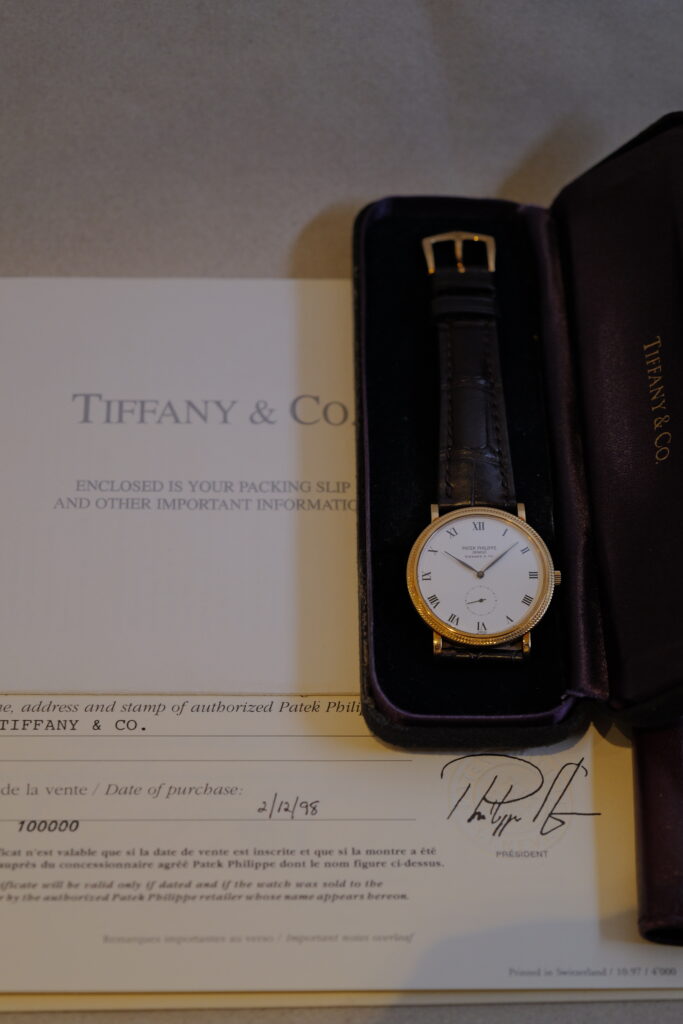 TIFFANY & CO.
ENCLOSED IS YOUR PACKING SLIP
AND OTHER IMPORTANT INFORMATIO
TIFFANY & CO.
XII
I
II
III
IIII
V
VI
VII
VIII
IX
X
XI
PATEK PHILIPPE
GENEVE
TIFFANY & CO.
e, address and stamp of authorized Patek Philip
TIFFANY & CO.
de la vente / Date of purchase:
2/12/98
100000
ficat n'est valable que si la date de vente est inscrite et que si la montre a été
auprès du concessionnaire agréé Patek Philippe dont le nom figure ci-dessus.
ificate will be valid only if dated and if the watch was sold to the
r by the authorized Patek Philippe retailer whose name appears hereon.
PRÉSIDENT
Remarques importantes au verso / Important notes overleaf
Printed in Switzerland / 10.97 / 4'000